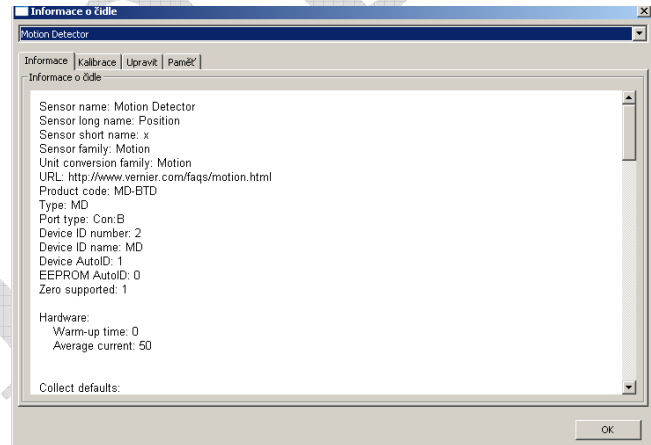 Informace o čidle
Motion Detector
Informace Kalibrace Upravit Paměť
Informace o čidle
Sensor name: Motion Detector
Sensor long name: Position
Sensor short name: x
Sensor family: Motion
Unit conversion family: Motion
URL: http://www.vernier.com/faqs/motion.html
Product code: MD-BTD
Type: MD
Port type: Con:B
Device ID number: 2
Device ID name: MD
Device AutoID: 1
EEPROM AutoID: 0
Zero supported: 1
Hardware:
Warm-up time: 0
Average current: 50
Collect defaults:
OK